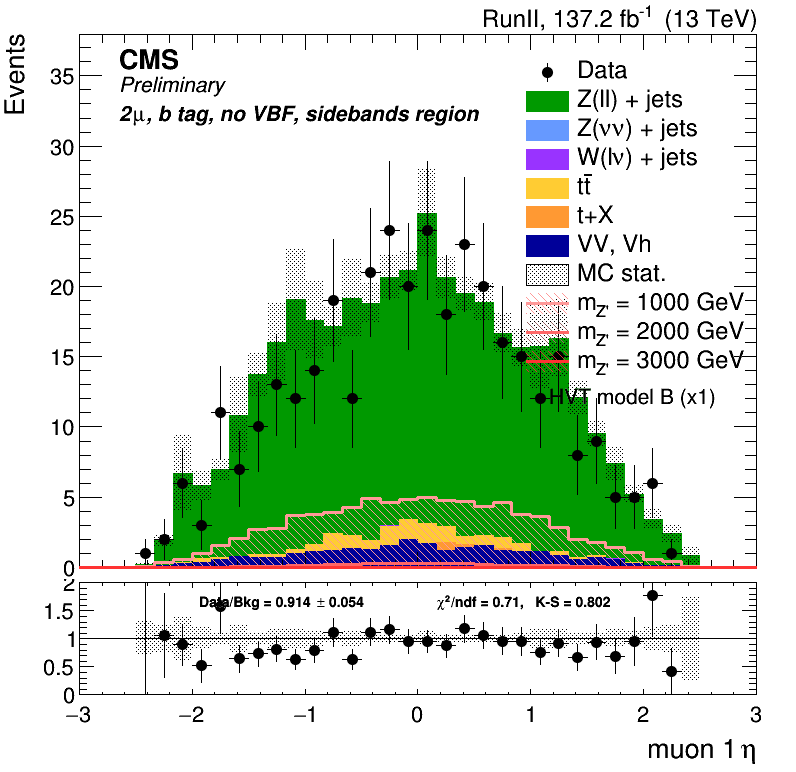 RunII, 137.2 fb⁻¹ (13 TeV)
Events
CMS
Preliminary
2μ, b tag, no VBF, sidebands region
Data
Z(ll) + jets
Z(νν) + jets
W(lν) + jets
tt̄
t+X
VV, Vh
MC stat.
m_Z' = 1000 GeV
m_Z' = 2000 GeV
m_Z' = 3000 GeV
HVT model B (x1)
35
30
25
20
15
10
5
0
Data/Bkg = 0.914 ± 0.054
χ²/ndf = 0.71, K-S = 0.802
2
1.5
1
0.5
0
−3 −2 −1 0 1 2 3
muon 1 η